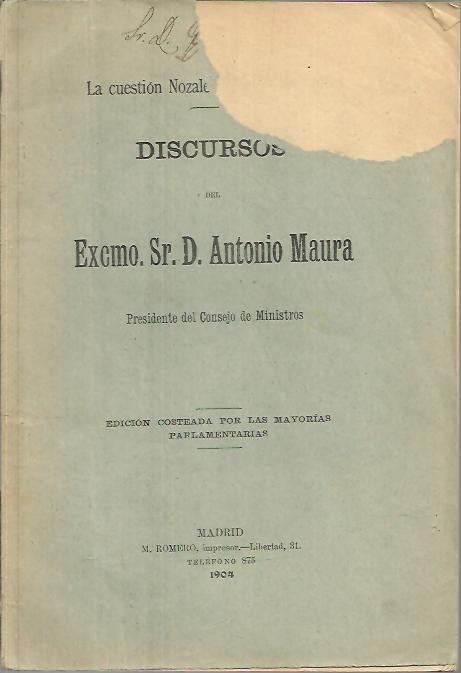 Sr. D.
La cuestión Nozale
DISCURSOS
DEL
Excmo. Sr. D. Antonio Maura
Presidente del Consejo de Ministros
EDICIÓN COSTEADA POR LAS MAYORÍAS
PARLAMENTARIAS
MADRID
M. ROMERO, impresor.—Libertad, 31.
TELÉFONO 875
1904